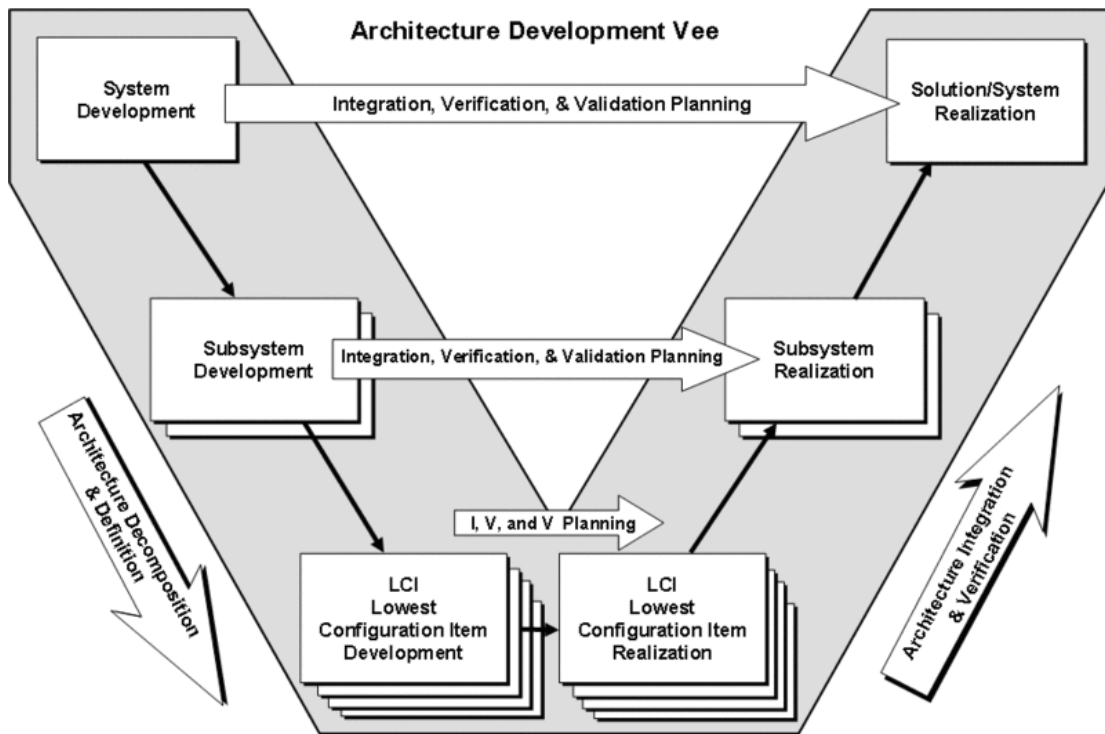 Architecture Development Vee
System
Development
Integration, Verification, & Validation Planning
Solution/System
Realization
Subsystem
Development
Integration, Verification, & Validation Planning
Subsystem
Realization
Architecture Decomposition
& Definition
I, V, and V Planning
LCI
Lowest
Configuration Item
Development
LCI
Lowest
Configuration Item
Realization
Architecture Integration
& Verification